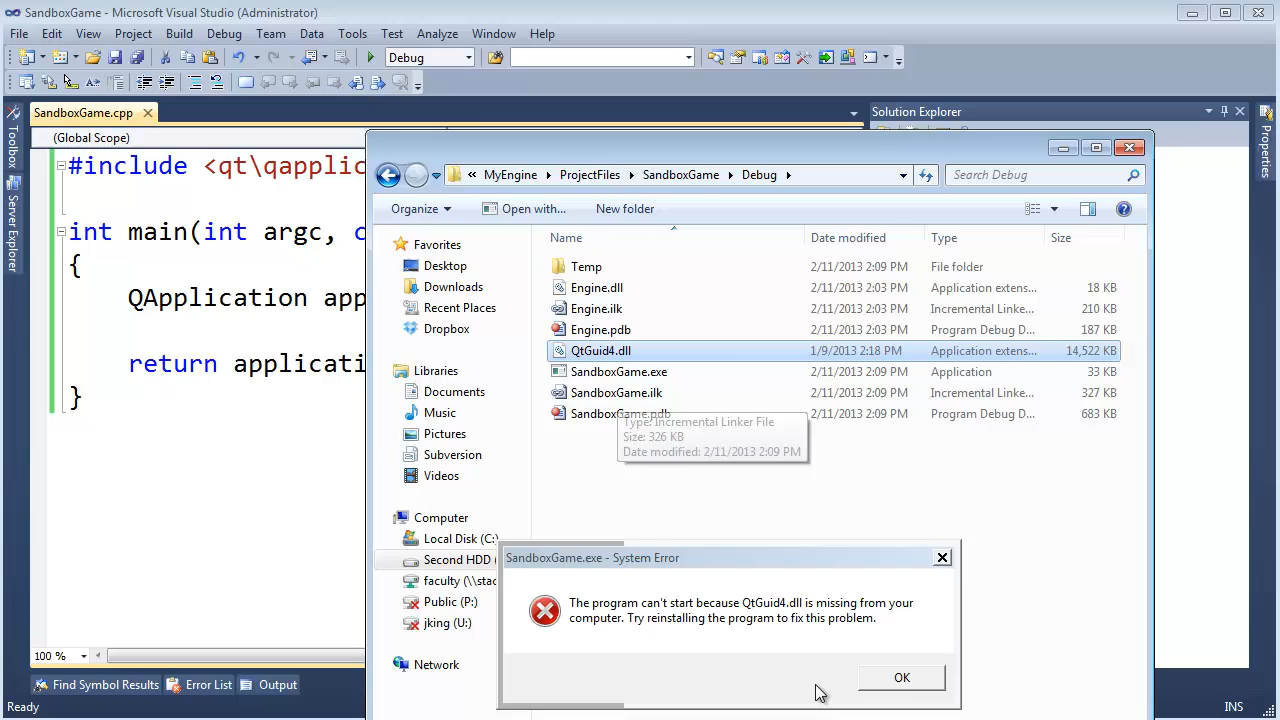 SandboxGame - Microsoft Visual Studio (Administrator)
File Edit View Project Build Debug Team Data Tools Test Analyze Window Help
Debug
SandboxGame.cpp
Solution Explorer
(Global Scope)
Toolbox
Server Explorer
Properties
#include <qt\qapplic
int main(int argc, c
{
QApplication app
return applicati
}
MyEngine ProjectFiles SandboxGame Debug
Search Debug
Organize Open with... New folder
Name Date modified Type Size
Favorites
Desktop
Downloads
Recent Places
Dropbox
Libraries
Documents
Music
Pictures
Subversion
Videos
Computer
Local Disk (C:)
Second HDD (
faculty (\\stac
Public (P:)
jking (U:)
Network
Temp 2/11/2013 2:09 PM File folder
Engine.dll 2/11/2013 2:03 PM Application extens... 18 KB
Engine.ilk 2/11/2013 2:03 PM Incremental Linke... 210 KB
Engine.pdb 2/11/2013 2:03 PM Program Debug D... 187 KB
QtGuid4.dll 1/9/2013 2:18 PM Application extens... 14,522 KB
SandboxGame.exe 2/11/2013 2:09 PM Application 33 KB
SandboxGame.ilk 2/11/2013 2:09 PM Incremental Linke... 327 KB
SandboxGame.pdb 2/11/2013 2:09 PM Program Debug D... 683 KB
Type: Incremental Linker File
Size: 326 KB
Date modified: 2/11/2013 2:09 PM
SandboxGame.exe - System Error
The program can't start because QtGuid4.dll is missing from your
computer. Try reinstalling the program to fix this problem.
OK
100 %
Find Symbol Results Error List Output
Ready INS